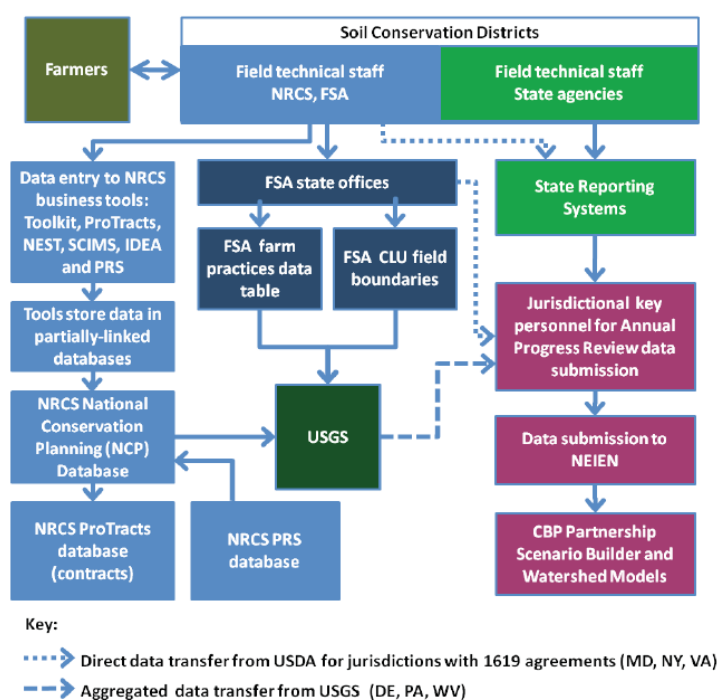 Soil Conservation Districts
Farmers
Field technical staff
NRCS, FSA
Field technical staff
State agencies
Data entry to NRCS
business tools:
Toolkit, ProTracts,
NEST, SCIMS, IDEA
and PRS
FSA state offices
State Reporting
Systems
FSA farm
practices data
table
FSA CLU field
boundaries
Tools store data in
partially-linked
databases
Jurisdictional key
personnel for Annual
Progress Review data
submission
NRCS National
Conservation
Planning (NCP)
Database
USGS
Data submission to
NEIEN
NRCS ProTracts
database
(contracts)
NRCS PRS
database
CBP Partnership
Scenario Builder and
Watershed Models
Key:
Direct data transfer from USDA for jurisdictions with 1619 agreements (MD, NY, VA)
Aggregated data transfer from USGS (DE, PA, WV)